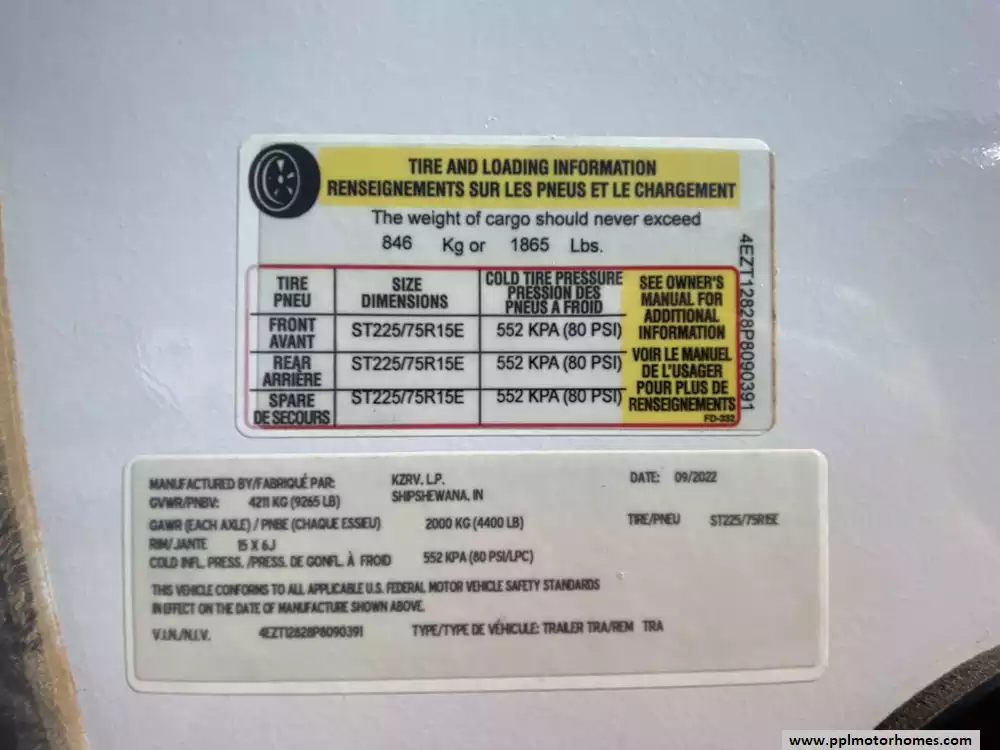 TIRE AND LOADING INFORMATION
RENSEIGNEMENTS SUR LES PNEUS ET LE CHARGEMENT
The weight of cargo should never exceed
846 Kg or 1865 Lbs.
TIRE PNEU SIZE DIMENSIONS COLD TIRE PRESSURE PRESSION DES PNEUS A FROID
FRONT AVANT ST225/75R15E 552 KPA (80 PSI)
REAR ARRIÈRE ST225/75R15E 552 KPA (80 PSI)
SPARE DE SECOURS ST225/75R15E 552 KPA (80 PSI)
SEE OWNER'S
MANUAL FOR
ADDITIONAL
INFORMATION
VOIR LE MANUEL
DE L'USAGER
POUR PLUS DE
RENSEIGNEMENTS
FD-332
4EZT12828P8090391
MANUFACTURED BY/FABRIQUÉ PAR: KZRV, L.P. DATE: 09/2022
SHIPSHEWANA, IN
GVWR/PNBV: 4211 KG (9265 LB)
GAWR (EACH AXLE) / PNBE (CHAQUE ESSIEU) 2000 KG (4400 LB) TIRE/PNEU ST225/75R15E
RIM/JANTE 15 X 6J
COLD INFL. PRESS. /PRESS. DE GONFL. À FROID 552 KPA (80 PSI/LPC)
THIS VEHICLE CONFORMS TO ALL APPLICABLE U.S. FEDERAL MOTOR VEHICLE SAFETY STANDARDS
IN EFFECT ON THE DATE OF MANUFACTURE SHOWN ABOVE.
V.I.N./N.I.V. 4EZT12828P8090391 TYPE/TYPE DE VÉHICULE: TRAILER TRA/REM TRA
www.pplmotorhomes.com